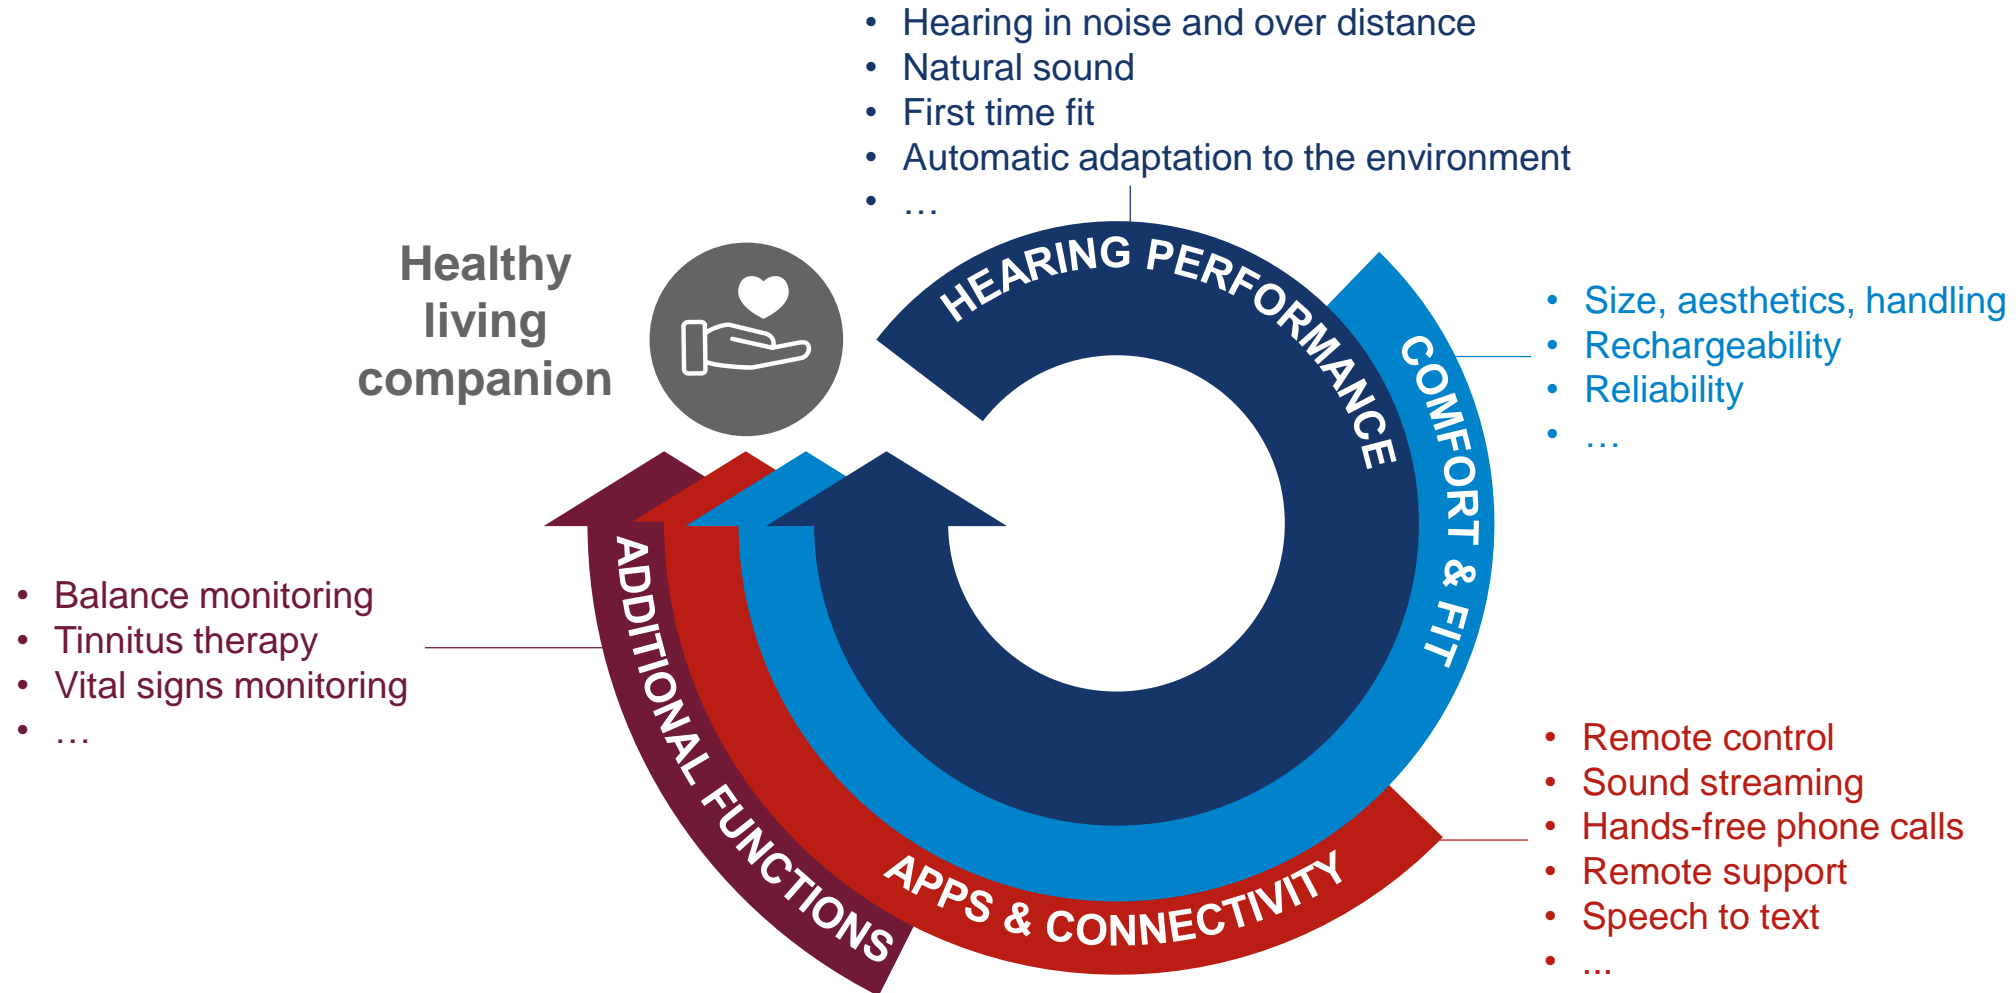 • Hearing in noise and over distance
• Natural sound
• First time fit
• Automatic adaptation to the environment
• …
Healthy
living
companion
HEARING PERFORMANCE
COMFORT & FIT
• Size, aesthetics, handling
• Rechargeability
• Reliability
• …
ADDITIONAL FUNCTIONS
• Balance monitoring
• Tinnitus therapy
• Vital signs monitoring
• …
APPS & CONNECTIVITY
• Remote control
• Sound streaming
• Hands-free phone calls
• Remote support
• Speech to text
• ...